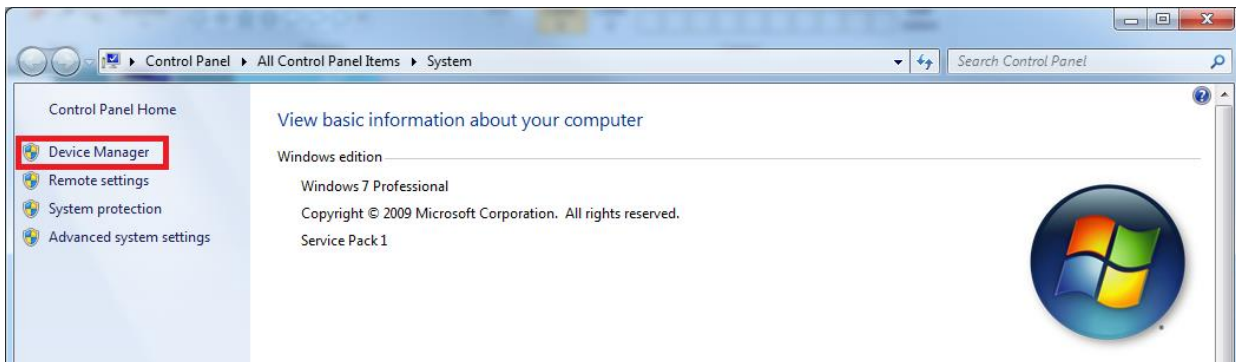 Control Panel ▸ All Control Panel Items ▸ System
Search Control Panel
Control Panel Home
Device Manager
Remote settings
System protection
Advanced system settings
View basic information about your computer
Windows edition
Windows 7 Professional
Copyright © 2009 Microsoft Corporation. All rights reserved.
Service Pack 1